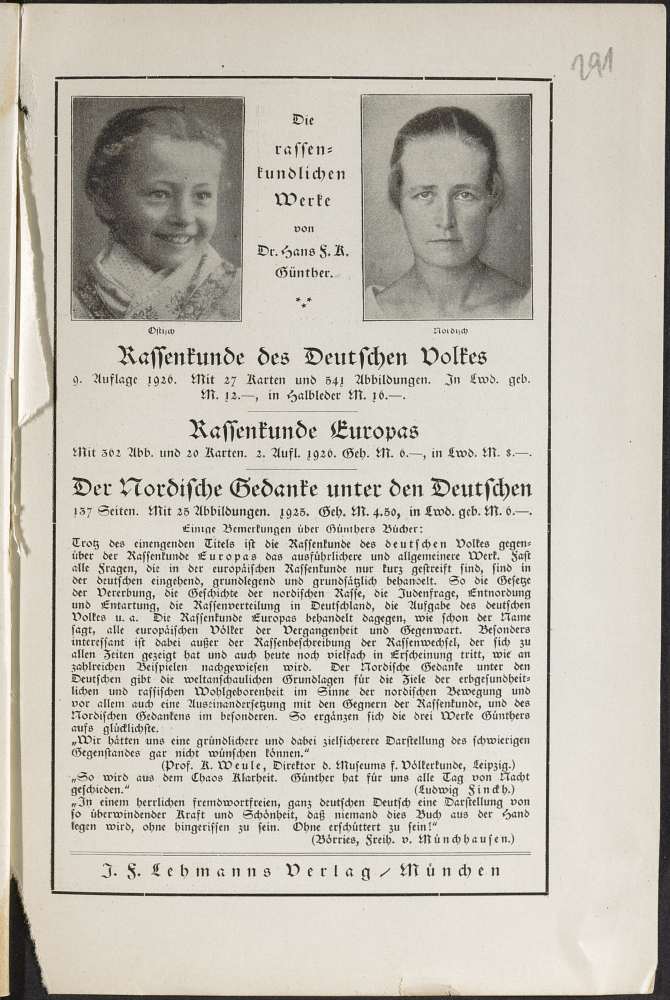 291
Die
rassen=
kundlichen
Werke
von
Dr. Hans F. K.
Günther.
Ostisch
Nordisch
Rassenkunde des Deutschen Volkes
9. Auflage 1926. Mit 27 Karten und 541 Abbildungen. In Lwd. geb.
M. 12.—, in Halbleder M. 16.—.
Rassenkunde Europas
Mit 362 Abb. und 20 Karten. 2. Aufl. 1926. Geh. M. 6.—, in Lwd. M. 8.—.
Der Nordische Gedanke unter den Deutschen
137 Seiten. Mit 25 Abbildungen. 1925. Geh. M. 4.50, in Lwd. geb. M. 6.—.
Einige Bemerkungen über Günthers Bücher:
Trotz des einengenden Titels ist die Rassenkunde des deutschen Volkes gegen=
über der Rassenkunde Europas das ausführlichere und allgemeinere Werk. Fast
alle Fragen, die in der europäischen Rassenkunde nur kurz gestreift sind, sind in
der deutschen eingehend, grundlegend und grundsätzlich behandelt. So die Gesetze
der Vererbung, die Geschichte der nordischen Rasse, die Judenfrage, Entnordung
und Entartung, die Rassenverteilung in Deutschland, die Aufgabe des deutschen
Volkes u. a. Die Rassenkunde Europas behandelt dagegen, wie schon der Name
sagt, alle europäischen Völker der Vergangenheit und Gegenwart. Besonders
interessant ist dabei außer der Rassenbeschreibung der Rassenwechsel, der sich zu
allen Zeiten gezeigt hat und auch heute noch vielfach in Erscheinung tritt, wie an
zahlreichen Beispielen nachgewiesen wird. Der Nordische Gedanke unter den
Deutschen gibt die weltanschaulichen Grundlagen für die Ziele der erbgesundheit=
lichen und rassischen Wohlgeborenheit im Sinne der nordischen Bewegung und
vor allem auch eine Auseinandersetzung mit den Gegnern der Rassenkunde, und des
Nordischen Gedankens im besonderen. So ergänzen sich die drei Werke Günthers
aufs glücklichste.
„Wir hätten uns eine gründlichere und dabei zielsicherere Darstellung des schwierigen
Gegenstandes gar nicht wünschen können.“
(Prof. K. Weule, Direktor d. Museums f. Völkerkunde, Leipzig.)
„So wird aus dem Chaos Klarheit. Günther hat für uns alle Tag von Nacht
geschieden.“ (Ludwig Finckh.)
„In einem herrlichen fremdwortfreien, ganz deutschen Deutsch eine Darstellung von
so überwindender Kraft und Schönheit, daß niemand dies Buch aus der Hand
legen wird, ohne hingerissen zu sein. Ohne erschüttert zu sein!“
(Börries, Freih. v. Münchhausen.)
J. F. Lehmanns Verlag / München